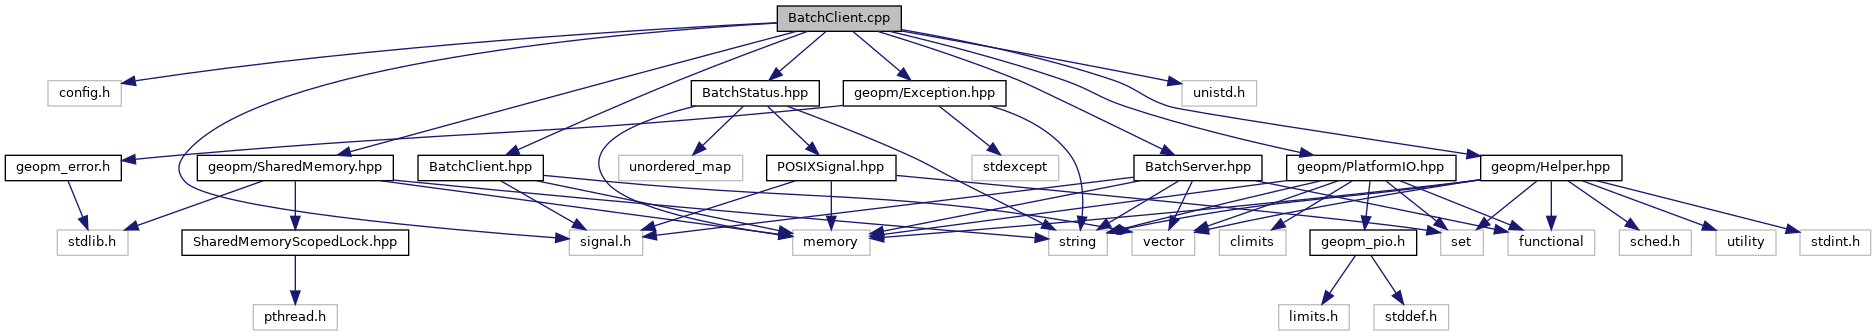 BatchClient.cpp
config.h
BatchStatus.hpp
geopm/Exception.hpp
unistd.h
geopm_error.h
geopm/SharedMemory.hpp
BatchClient.hpp
unordered_map
POSIXSignal.hpp
stdexcept
BatchServer.hpp
geopm/PlatformIO.hpp
geopm/Helper.hpp
stdlib.h
SharedMemoryScopedLock.hpp
signal.h
memory
string
vector
climits
geopm_pio.h
set
functional
sched.h
utility
stdint.h
pthread.h
limits.h
stddef.h